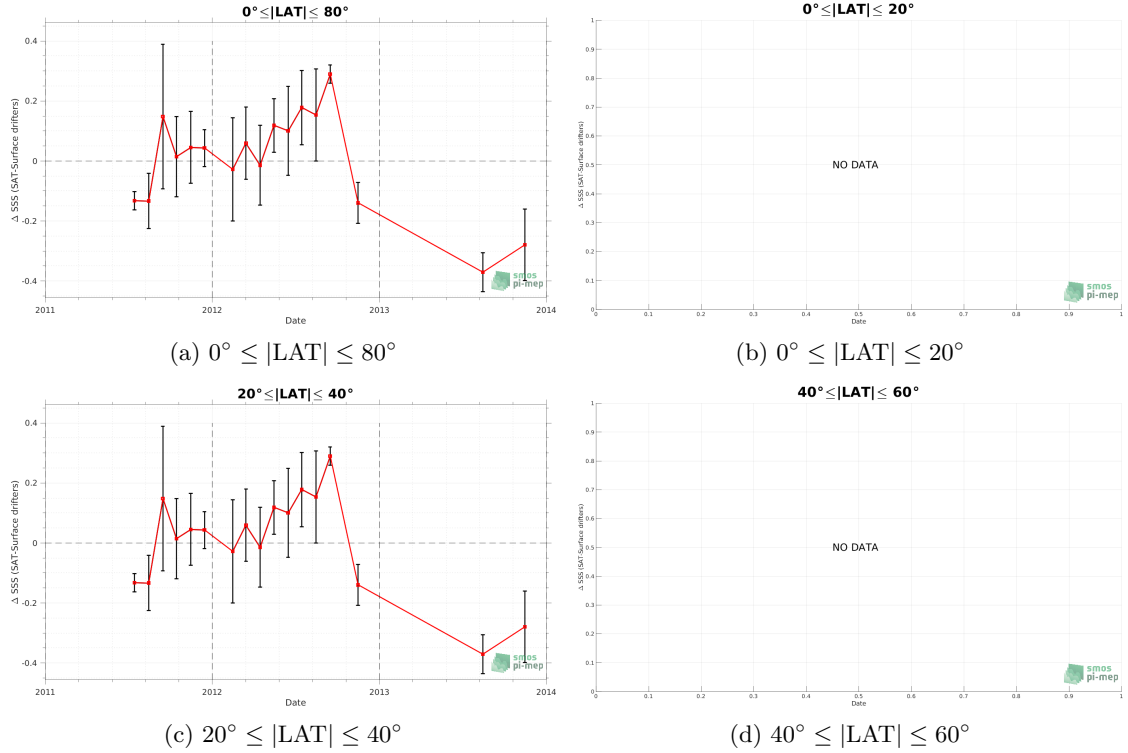 0°≤|LAT|≤ 80°
Δ SSS (SAT-Surface drifters)
0.4
0.2
0
-0.2
-0.4
2011
2012
2013
2014
Date
smos
pi-mep
(a) 0° ≤ |LAT| ≤ 80°
0°≤|LAT|≤ 20°
Δ SSS (SAT-Surface drifters)
1
0.9
0.8
0.7
0.6
0.5
0.4
0.3
0.2
0.1
0
NO DATA
0
0.1
0.2
0.3
0.4
0.5
0.6
0.7
0.8
0.9
1
Date
smos
pi-mep
(b) 0° ≤ |LAT| ≤ 20°
20°≤|LAT|≤ 40°
Δ SSS (SAT-Surface drifters)
0.4
0.2
0
-0.2
-0.4
2011
2012
2013
2014
Date
smos
pi-mep
(c) 20° ≤ |LAT| ≤ 40°
40°≤|LAT|≤ 60°
Δ SSS (SAT-Surface drifters)
1
0.9
0.8
0.7
0.6
0.5
0.4
0.3
0.2
0.1
0
NO DATA
0
0.1
0.2
0.3
0.4
0.5
0.6
0.7
0.8
0.9
1
Date
smos
pi-mep
(d) 40° ≤ |LAT| ≤ 60°